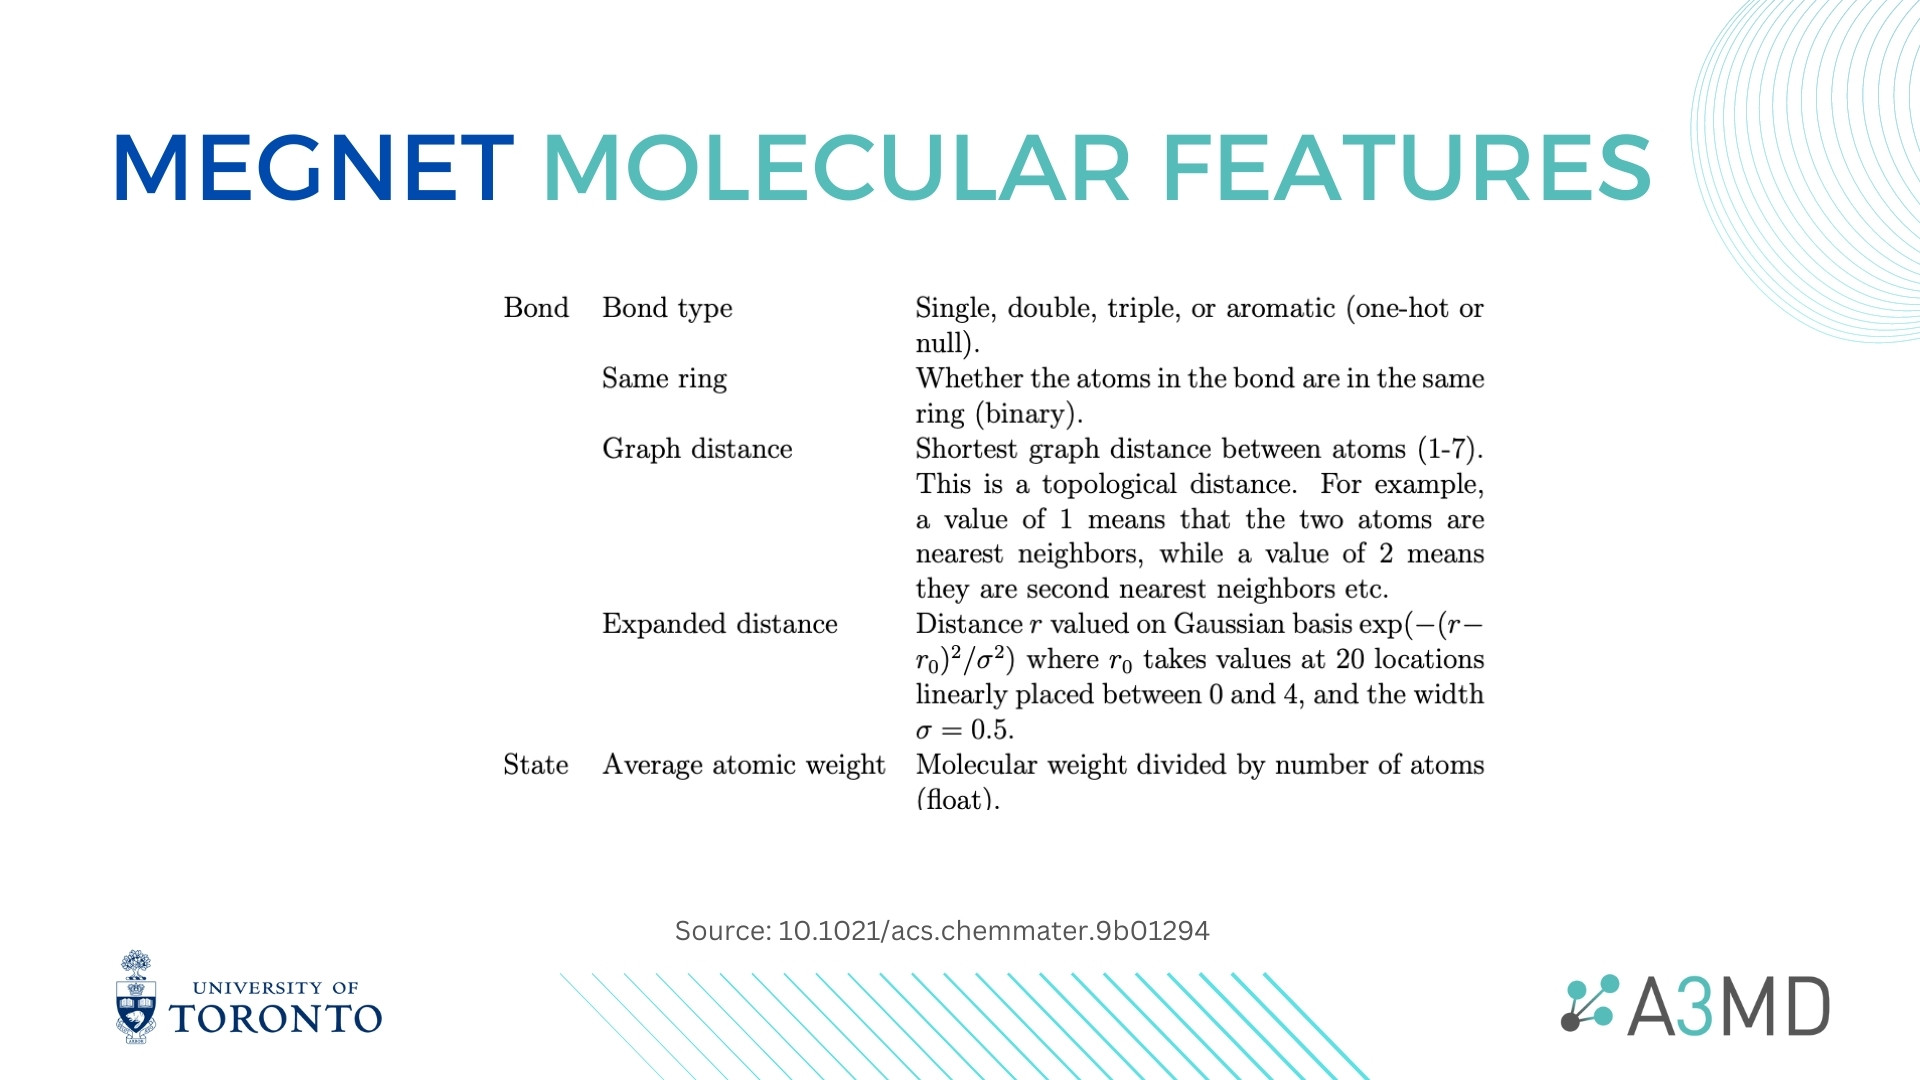 MEGNET MOLECULAR FEATURES
Bond Bond type Single, double, triple, or aromatic (one-hot or
null).
Same ring Whether the atoms in the bond are in the same
ring (binary).
Graph distance Shortest graph distance between atoms (1-7).
This is a topological distance. For example,
a value of 1 means that the two atoms are
nearest neighbors, while a value of 2 means
they are second nearest neighbors etc.
Expanded distance Distance r valued on Gaussian basis exp(−(r−
r₀)²/σ²) where r₀ takes values at 20 locations
linearly placed between 0 and 4, and the width
σ = 0.5.
State Average atomic weight Molecular weight divided by number of atoms
(float).
Source: 10.1021/acs.chemmater.9b01294
UNIVERSITY OF
TORONTO
A3MD